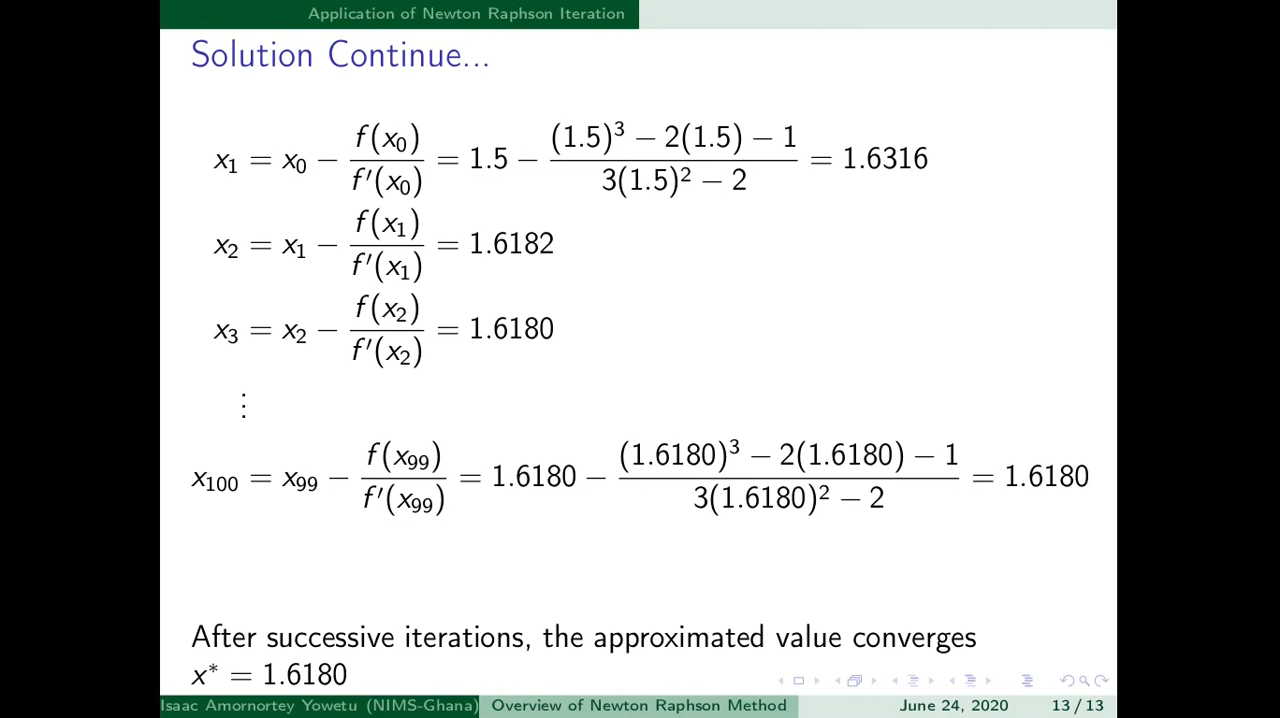 Application of Newton Raphson Iteration
Solution Continue...
x₁ = x₀ − f(x₀)/f′(x₀) = 1.5 − ((1.5)³ − 2(1.5) − 1)/(3(1.5)² − 2) = 1.6316
x₂ = x₁ − f(x₁)/f′(x₁) = 1.6182
x₃ = x₂ − f(x₂)/f′(x₂) = 1.6180
⋮
x₁₀₀ = x₉₉ − f(x₉₉)/f′(x₉₉) = 1.6180 − ((1.6180)³ − 2(1.6180) − 1)/(3(1.6180)² − 2) = 1.6180
After successive iterations, the approximated value converges
x* = 1.6180
Isaac Amornortey Yowetu (NIMS-Ghana) Overview of Newton Raphson Method June 24, 2020 13 / 13